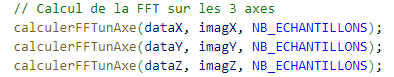 // Calcul de la FFT sur les 3 axes
calculerFFTunAxe(dataX, imagX, NB_ECHANTILLONS);
calculerFFTunAxe(dataY, imagY, NB_ECHANTILLONS);
calculerFFTunAxe(dataZ, imagZ, NB_ECHANTILLONS);